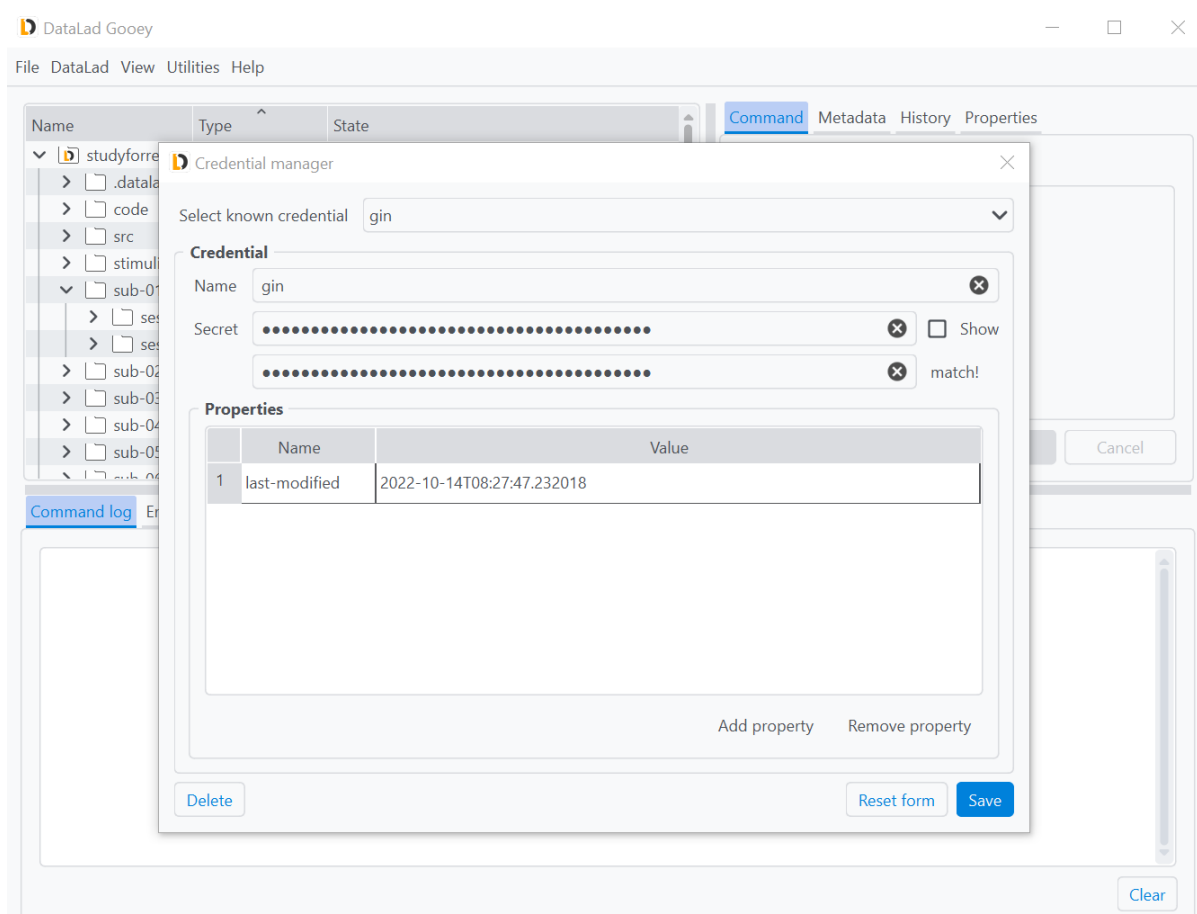 DataLad Gooey
File DataLad View Utilities Help
Name Type State
Command Metadata History Properties
studyforre
.datala
code
src
stimuli
sub-01
ses
ses
sub-02
sub-03
sub-04
sub-05
Credential manager
Select known credential gin
Credential
Name gin
Secret ●●●●●●●●●●●●●●●●●●●●●●●●●●●●●●●●●●●●●●●● Show
●●●●●●●●●●●●●●●●●●●●●●●●●●●●●●●●●●●●●●●● match!
Properties
Name Value
1 last-modified 2022-10-14T08:27:47.232018
Add property Remove property
Delete Reset form Save
Cancel
Command log Er
Clear